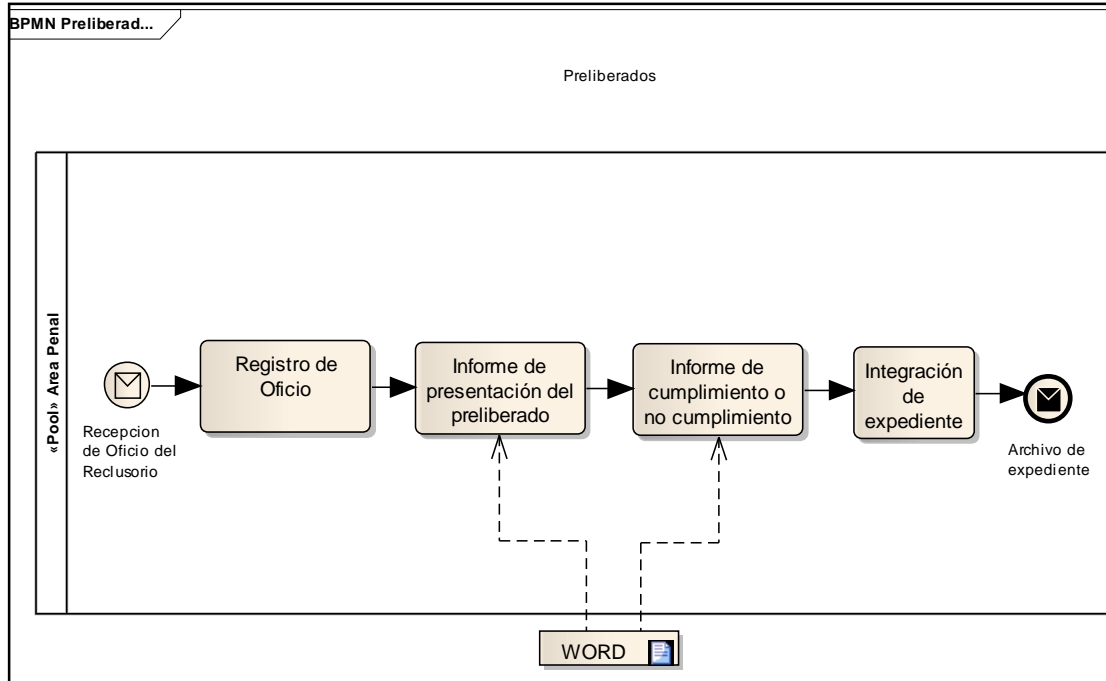 BPMN Preliberad...
Preliberados
«Pool» Area Penal
Recepcion
de Oficio del
Reclusorio
Registro de
Oficio
Informe de
presentación del
preliberado
Informe de
cumplimiento o
no cumplimiento
Integración
de
expediente
Archivo de
expediente
WORD